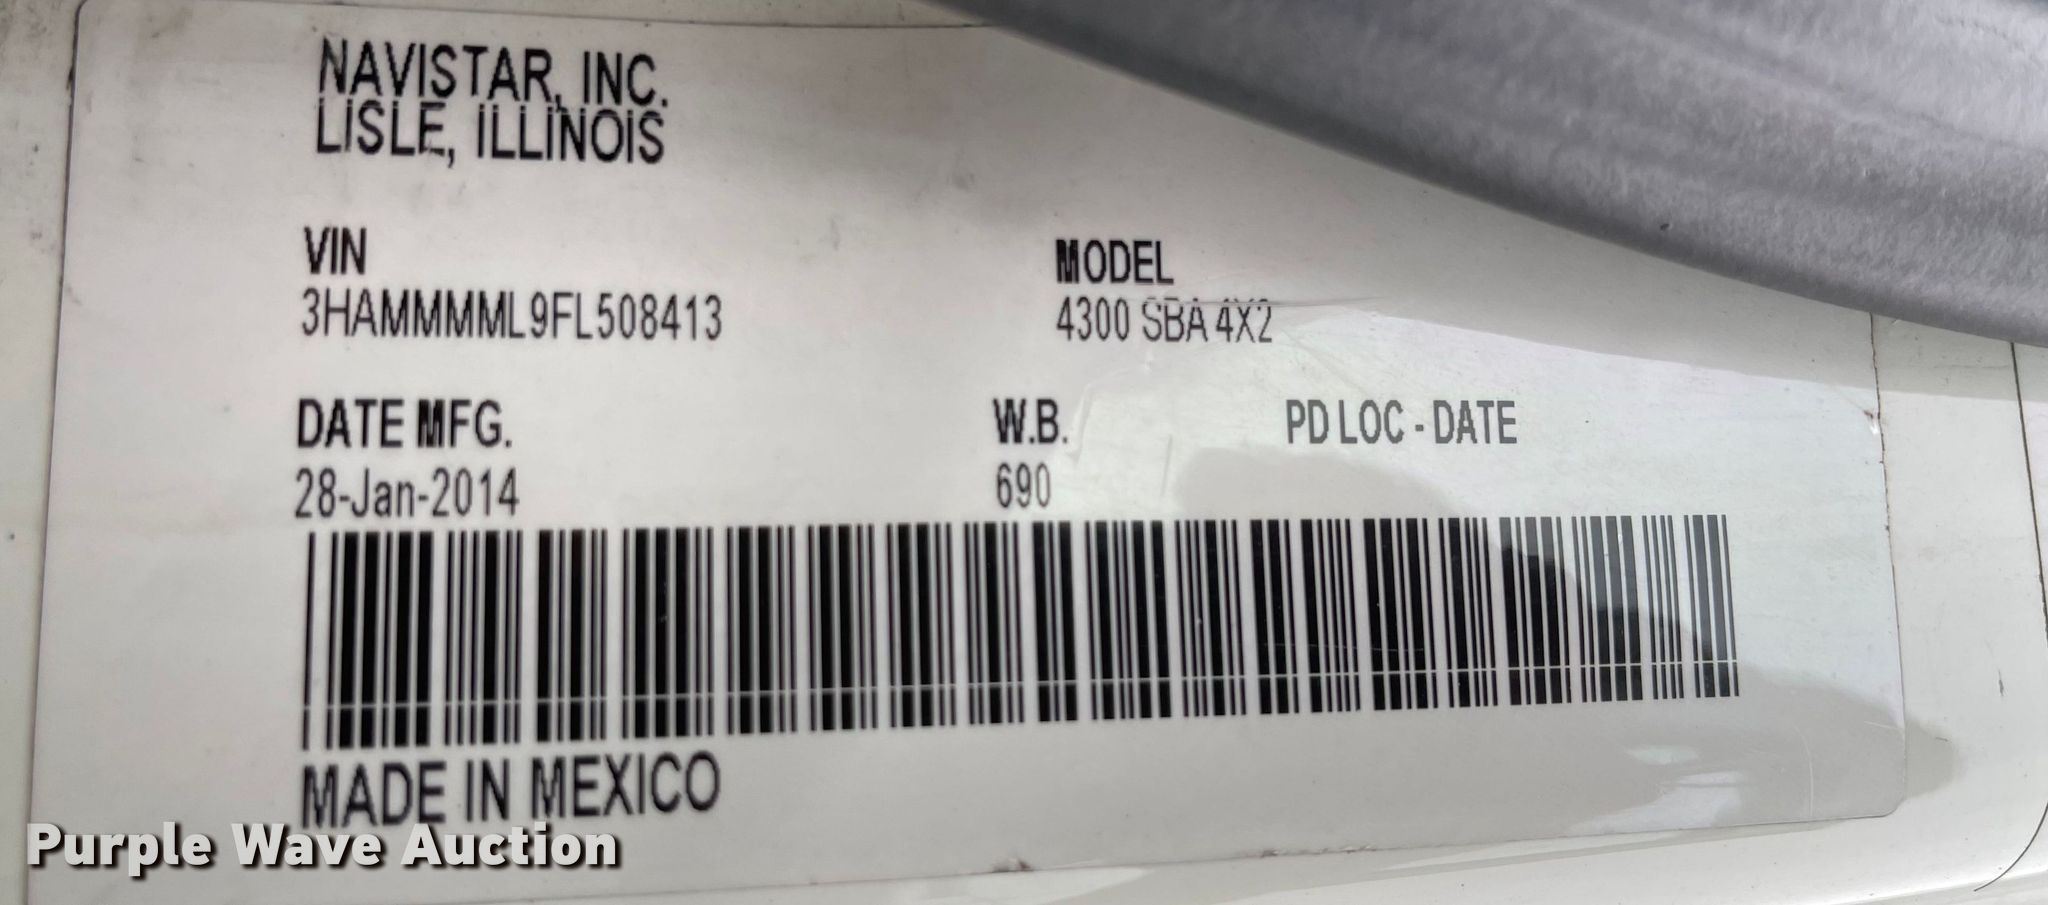 NAVISTAR, INC.
LISLE, ILLINOIS
VIN
3HAMMMML9FL508413
MODEL
4300 SBA 4X2
DATE MFG.
28-Jan-2014
W.B.
690
PD LOC - DATE
MADE IN MEXICO
Purple Wave Auction